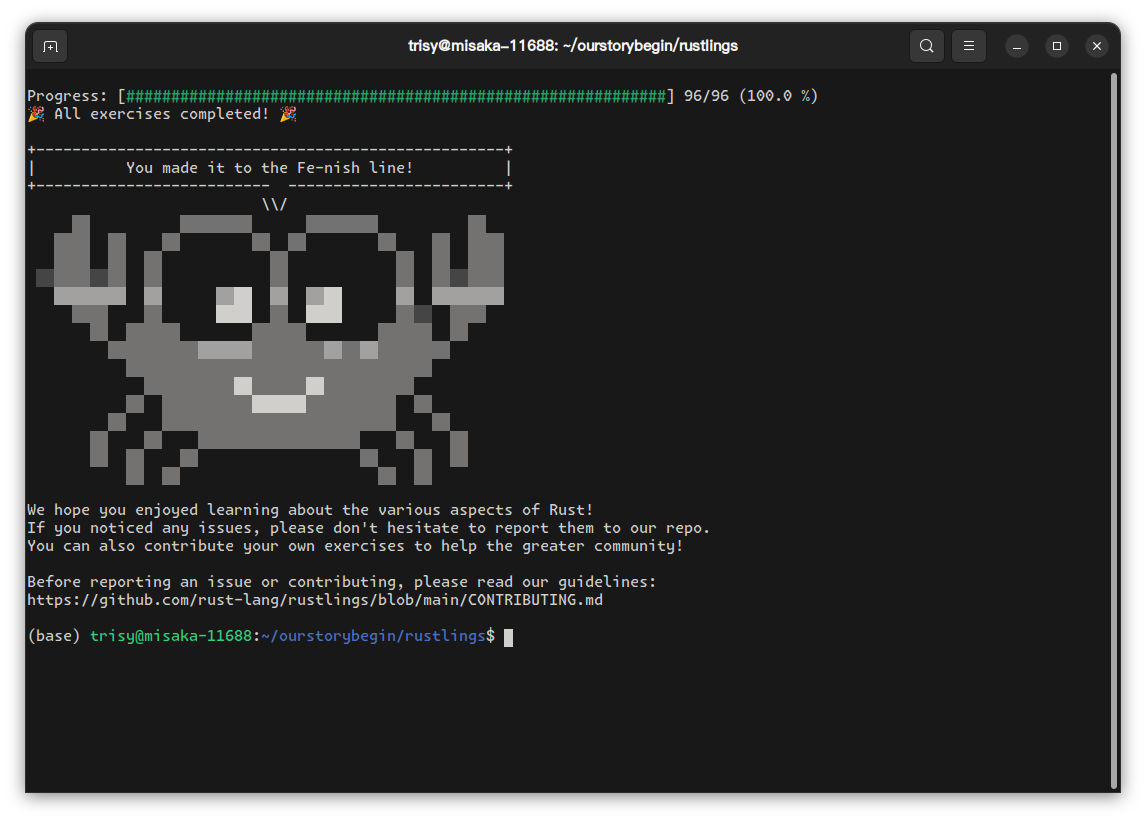 trisy@misaka-11688: ~/ourstorybegin/rustlings
Progress: [############################################################] 96/96 (100.0 %)
🎉 All exercises completed! 🎉
+----------------------------------------------------+
|          You made it to the Fe-nish line!          |
+--------------------------  ------------------------+
\\/
We hope you enjoyed learning about the various aspects of Rust!
If you noticed any issues, please don't hesitate to report them to our repo.
You can also contribute your own exercises to help the greater community!
Before reporting an issue or contributing, please read our guidelines:
https://github.com/rust-lang/rustlings/blob/main/CONTRIBUTING.md
(base) trisy@misaka-11688:~/ourstorybegin/rustlings$